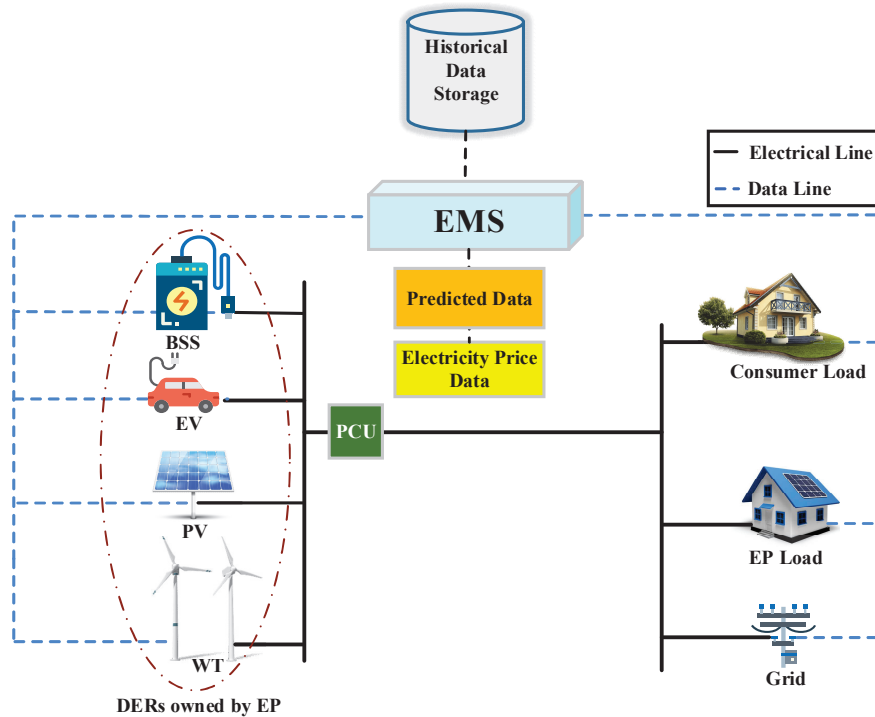 Historical
Data
Storage
Electrical Line
Data Line
EMS
Predicted Data
Electricity Price
Data
BSS
EV
PV
WT
DERs owned by EP
PCU
Consumer Load
EP Load
Grid